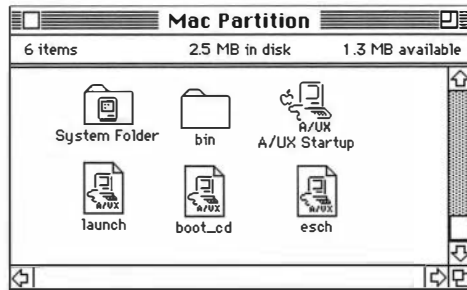 Mac Partition
6 items 2.5 MB in disk 1.3 MB available
System Folder bin A/UX A/UX Startup
A/UX A/UX A/UX
launch boot_cd esch